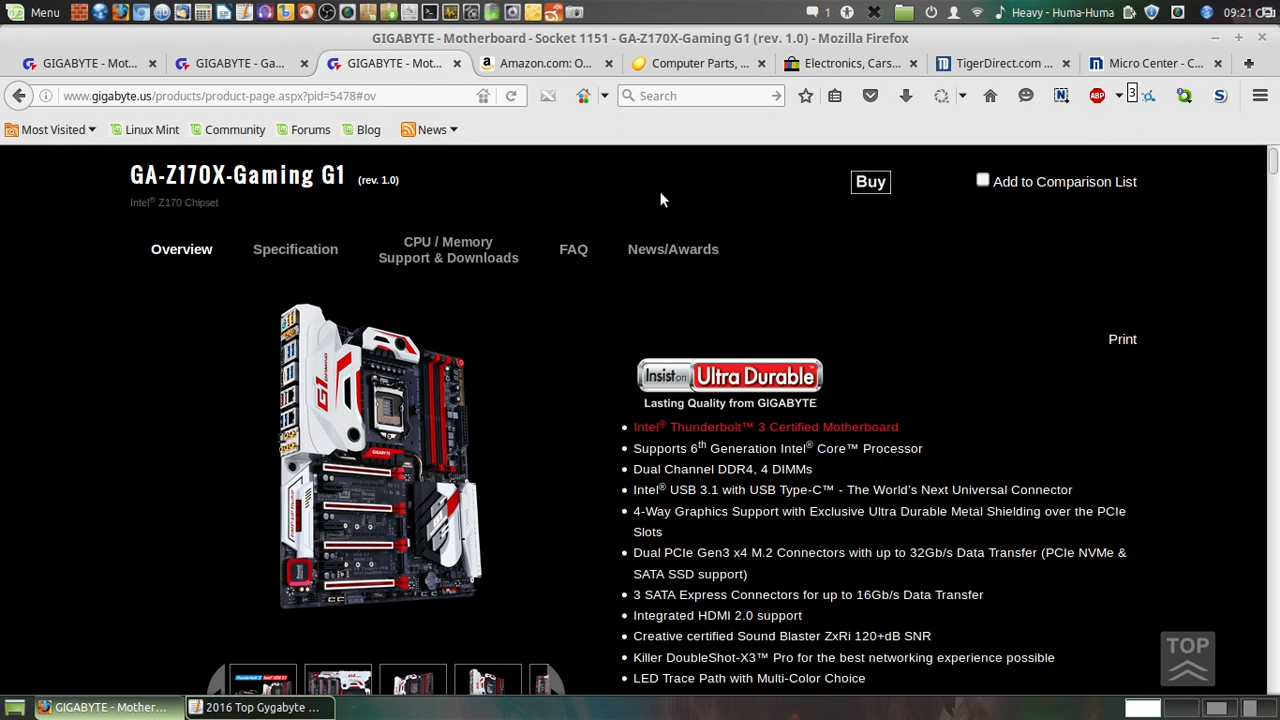 Menu
1
Heavy - Huma-Huma
09:21
GIGABYTE - Motherboard - Socket 1151 - GA-Z170X-Gaming G1 (rev. 1.0) - Mozilla Firefox
GIGABYTE - Mot...
GIGABYTE - Ga...
GIGABYTE - Mot...
Amazon.com: O...
Computer Parts, ...
Electronics, Cars...
TigerDirect.com ...
Micro Center - C...
www.gigabyte.us/products/product-page.aspx?pid=5478#ov
Search
ABP
3
Most Visited
Linux Mint
Community
Forums
Blog
News
GA-Z170X-Gaming G1 (rev. 1.0)
Buy
Add to Comparison List
Intel® Z170 Chipset
Overview
Specification
CPU / Memory
Support & Downloads
FAQ
News/Awards
Print
Insist on Ultra Durable™
Lasting Quality from GIGABYTE
Intel® Thunderbolt™ 3 Certified Motherboard
Supports 6th Generation Intel® Core™ Processor
Dual Channel DDR4, 4 DIMMs
Intel® USB 3.1 with USB Type-C™ - The World's Next Universal Connector
4-Way Graphics Support with Exclusive Ultra Durable Metal Shielding over the PCIe
Slots
Dual PCIe Gen3 x4 M.2 Connectors with up to 32Gb/s Data Transfer (PCIe NVMe &
SATA SSD support)
3 SATA Express Connectors for up to 16Gb/s Data Transfer
Integrated HDMI 2.0 support
Creative certified Sound Blaster ZxRi 120+dB SNR
Killer DoubleShot-X3™ Pro for the best networking experience possible
LED Trace Path with Multi-Color Choice
G1 GAMING
GIGABYTE
TOP
GIGABYTE - Mother...
2016 Top Gygabyte ...